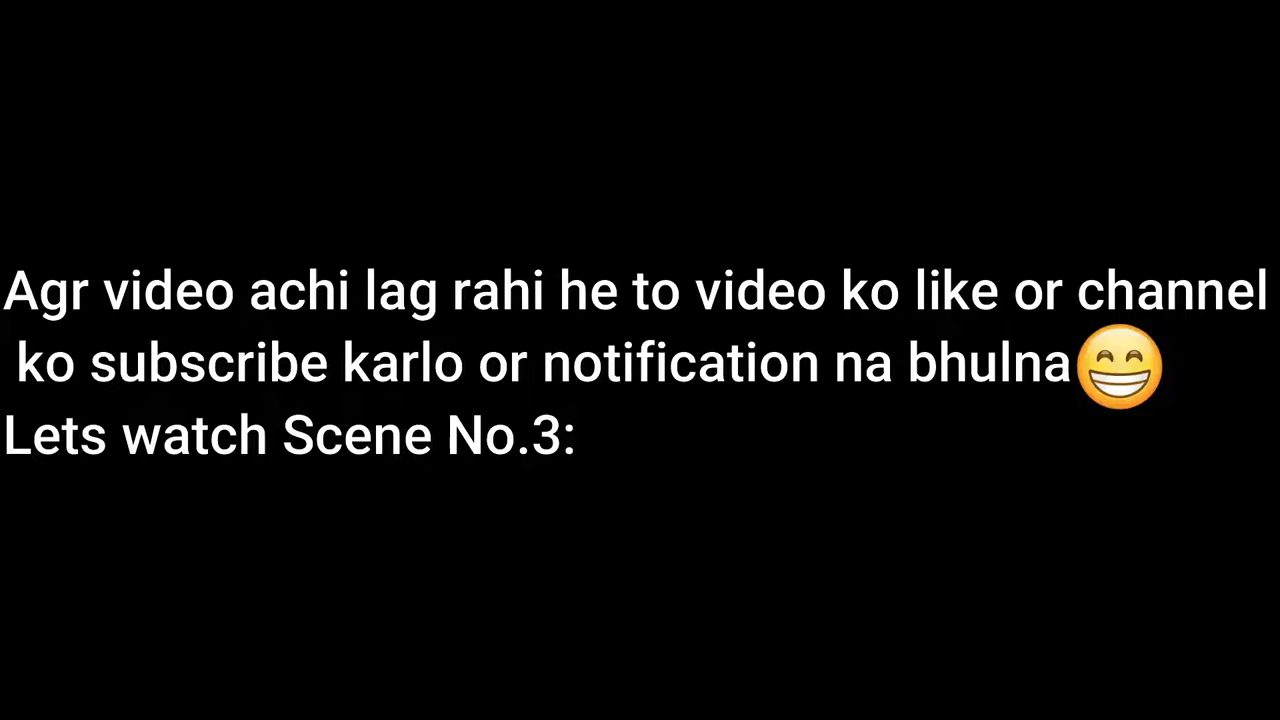 Agr video achi lag rahi he to video ko like or channel
ko subscribe karlo or notification na bhulna😁
Lets watch Scene No.3: